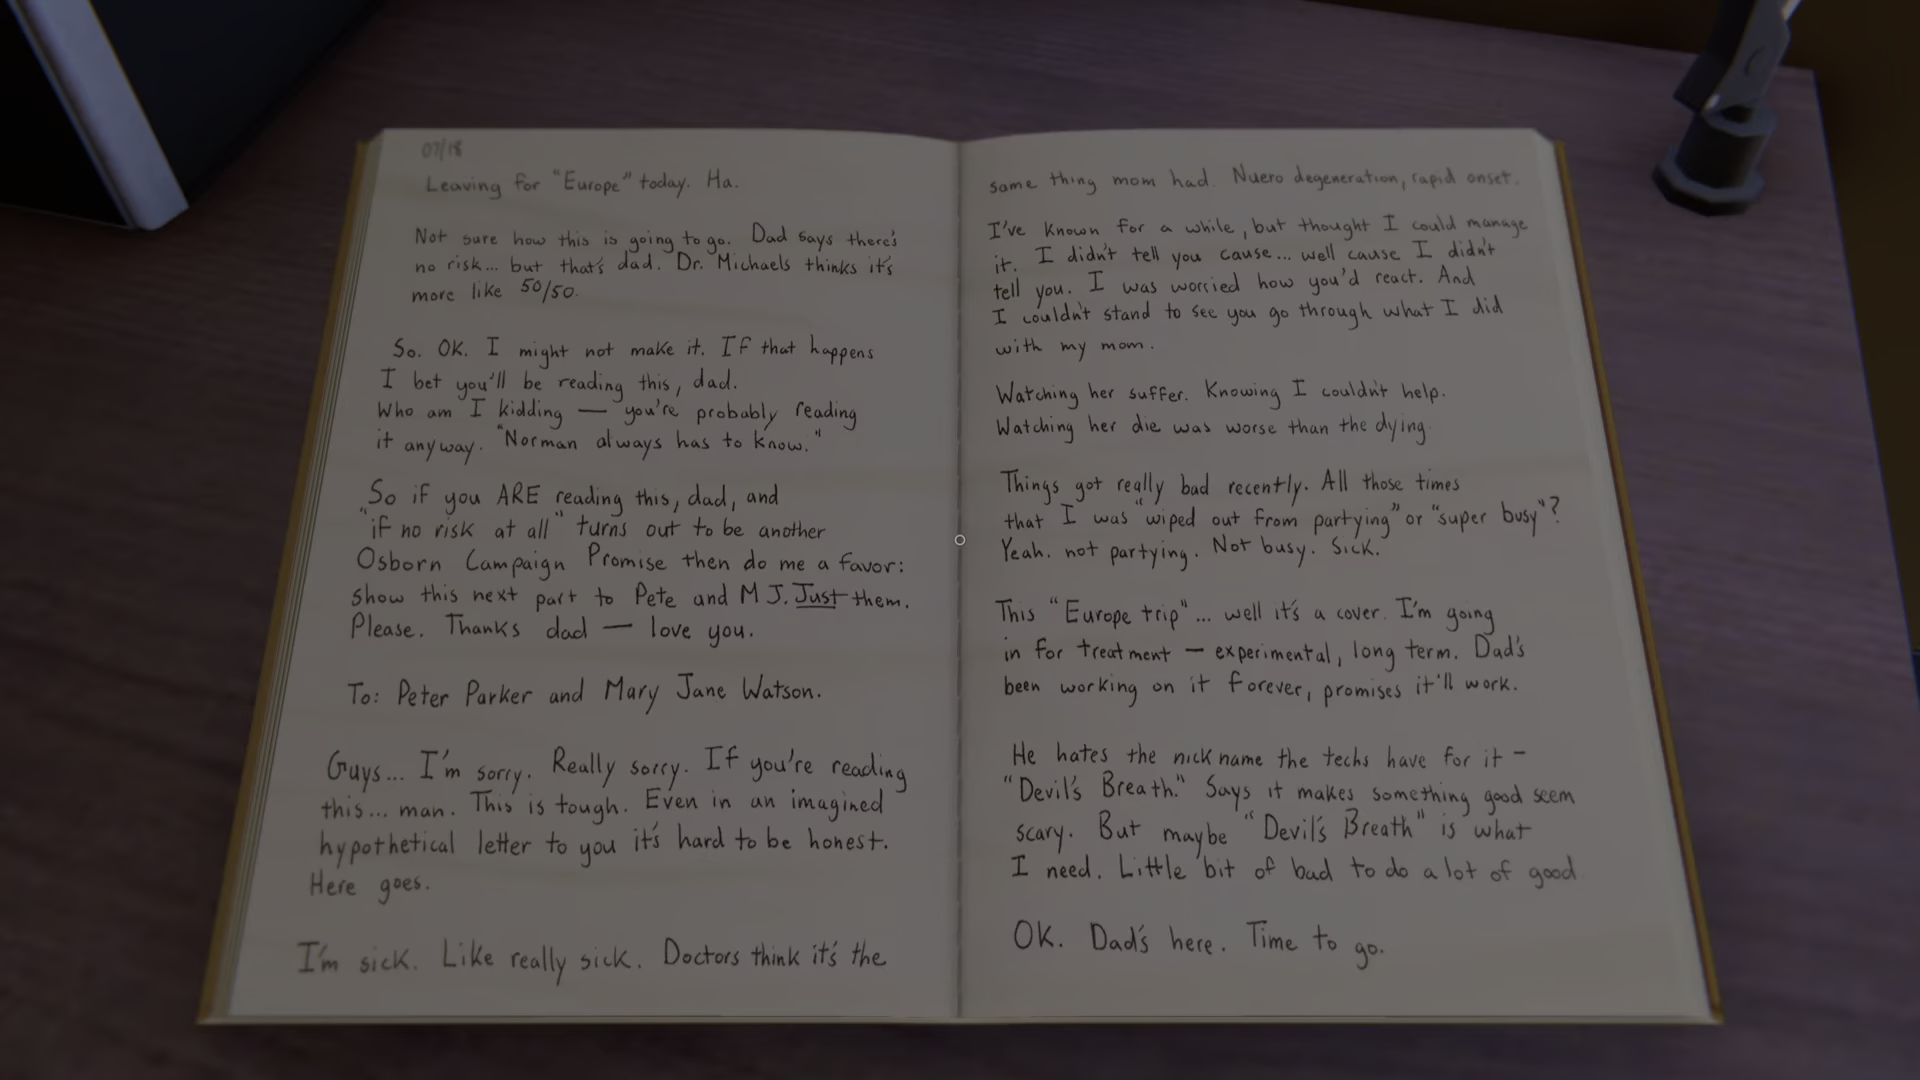 07/18
Leaving for "Europe" today. Ha.
Not sure how this is going to go. Dad says there's
no risk... but that's dad. Dr. Michaels thinks it's
more like 50/50.
So. OK. I might not make it. If that happens
I bet you'll be reading this, dad.
Who am I kidding — you're probably reading
it anyway. "Norman always has to know."
So if you ARE reading this, dad, and
"if no risk at all" turns out to be another
Osborn Campaign Promise then do me a favor:
show this next part to Pete and MJ. Just them.
Please. Thanks dad — love you.
To: Peter Parker and Mary Jane Watson.
Guys... I'm sorry. Really sorry. If you're reading
this... man. This is tough. Even in an imagined
hypothetical letter to you it's hard to be honest.
Here goes.
I'm sick. Like really sick. Doctors think it's the
same thing mom had. Nuero degeneration, rapid onset.
I've known for a while, but thought I could manage
it. I didn't tell you cause... well cause I didn't
tell you. I was worried how you'd react. And
I couldn't stand to see you go through what I did
with my mom.
Watching her suffer. Knowing I couldn't help.
Watching her die was worse than the dying.
Things got really bad recently. All those times
that I was "wiped out from partying" or "super busy"?
Yeah. not partying. Not busy. Sick.
This "Europe trip"... well it's a cover. I'm going
in for treatment — experimental, long term. Dad's
been working on it forever, promises it'll work.
He hates the nickname the techs have for it -
"Devil's Breath." Says it makes something good seem
scary. But maybe "Devil's Breath" is what
I need. Little bit of bad to do a lot of good
OK. Dad's here. Time to go.